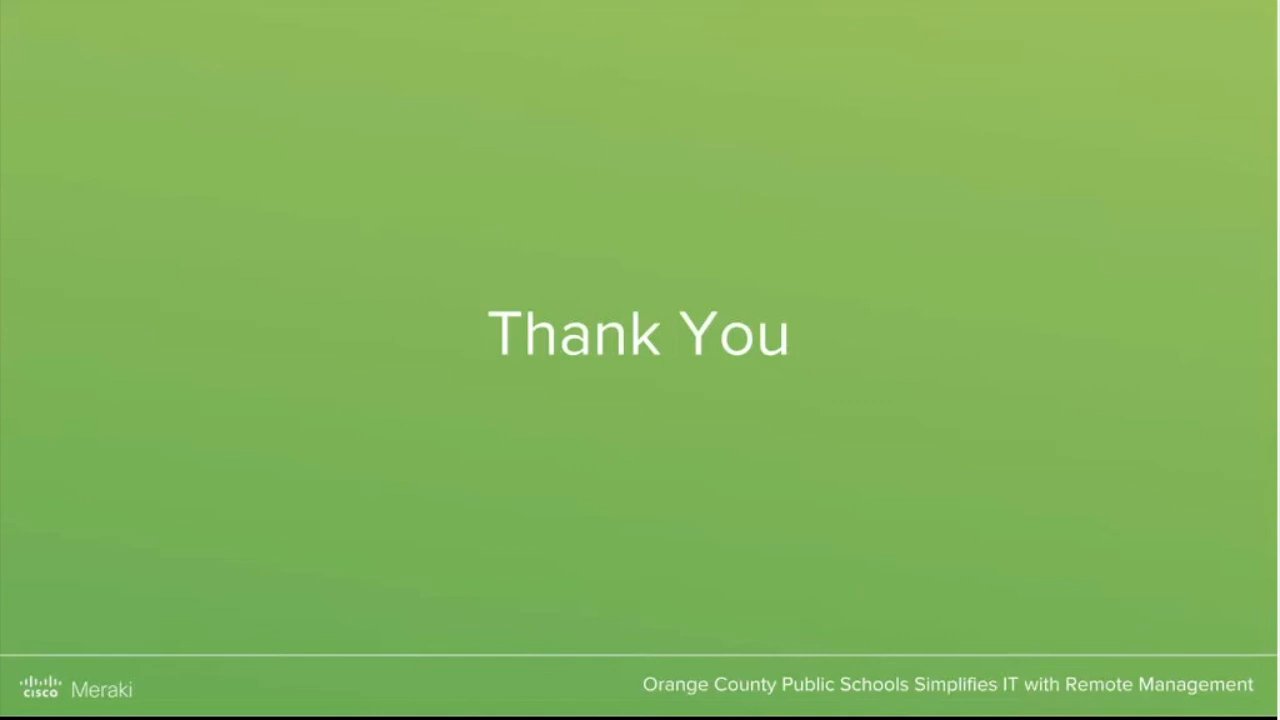 Thank You
cisco Meraki
Orange County Public Schools Simplifies IT with Remote Management